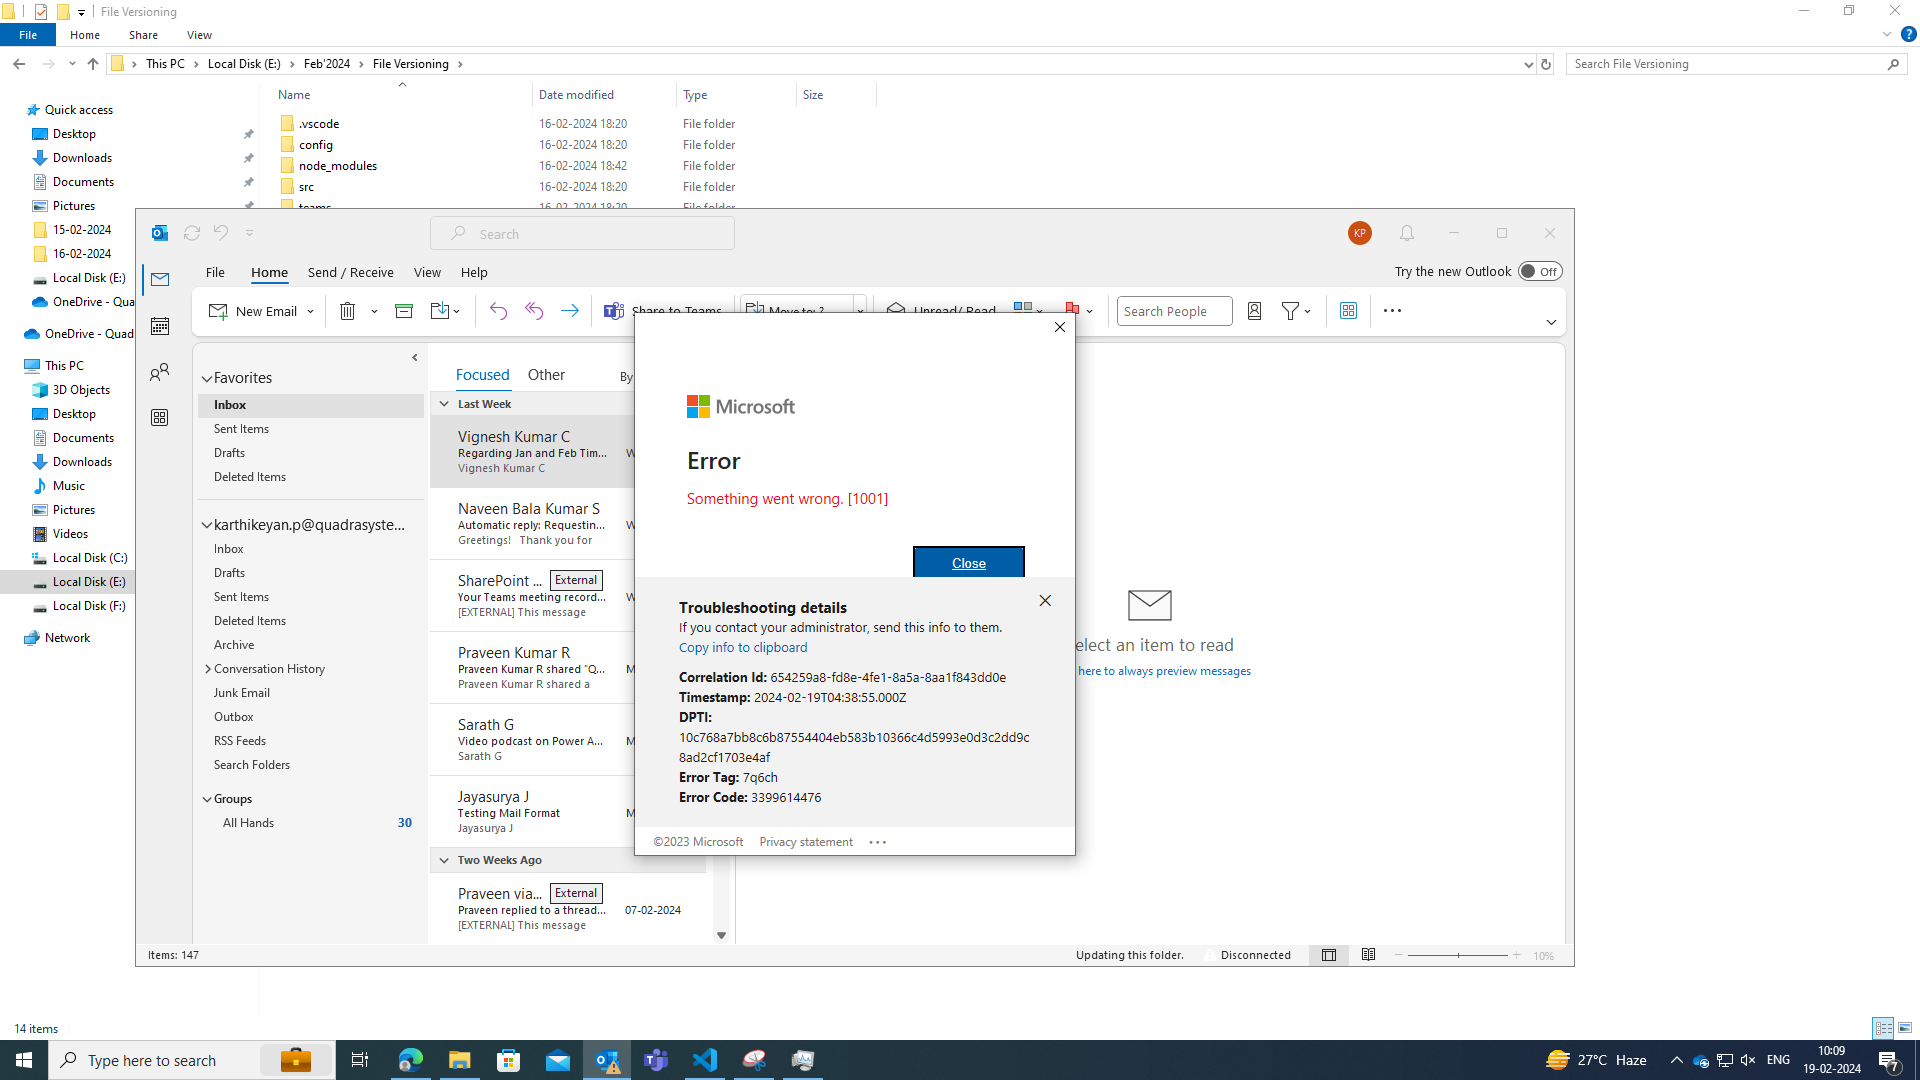 File Versioning
File Home Share View
This PC Local Disk (E:) Feb'2024 File Versioning
Search File Versioning
Name Date modified Type Size
Quick access
Desktop
Downloads
Documents
Pictures
15-02-2024
16-02-2024
Local Disk (E:)
OneDrive - Qua
OneDrive - Quad
This PC
3D Objects
Desktop
Documents
Downloads
Music
Pictures
Videos
Local Disk (C:)
Local Disk (E:)
Local Disk (F:)
Network
.vscode 16-02-2024 18:20 File folder
config 16-02-2024 18:20 File folder
node_modules 16-02-2024 18:42 File folder
src 16-02-2024 18:20 File folder
teams 16-02-2024 18:20 File folder
Search
KP
File Home Send / Receive View Help
Try the new Outlook Off
New Email
Share to Teams
Move to: ?
Unread/ Read
Search People
Favorites
Inbox
Sent Items
Drafts
Deleted Items
karthikeyan.p@quadrasyste...
Inbox
Drafts
Sent Items
Deleted Items
Archive
Conversation History
Junk Email
Outbox
RSS Feeds
Search Folders
Groups
All Hands 30
Focused Other By
Last Week
Vignesh Kumar C
Regarding Jan and Feb Tim... W
Vignesh Kumar C
Naveen Bala Kumar S
Automatic reply: Requestin... W
Greetings! Thank you for
SharePoint ... External
Your Teams meeting record... W
[EXTERNAL] This message
Praveen Kumar R
Praveen Kumar R shared "Q... M
Praveen Kumar R shared a
Sarath G
Video podcast on Power A... M
Sarath G
Jayasurya J
Testing Mail Format M
Jayasurya J
Two Weeks Ago
Praveen via... External
Praveen replied to a thread... 07-02-2024
[EXTERNAL] This message
Microsoft
Error
Something went wrong. [1001]
Close
Troubleshooting details
If you contact your administrator, send this info to them.
Copy info to clipboard
Correlation Id: 654259a8-fd8e-4fe1-8a5a-8aa1f843dd0e
Timestamp: 2024-02-19T04:38:55.000Z
DPTI:
10c768a7bb8c6b87554404eb583b10366c4d5993e0d3c2dd9c
8ad2cf1703e4af
Error Tag: 7q6ch
Error Code: 3399614476
©2023 Microsoft Privacy statement
elect an item to read
here to always preview messages
Items: 147
Updating this folder. Disconnected 10%
14 items
Type here to search
27°C Haze
ENG
10:09
19-02-2024
7